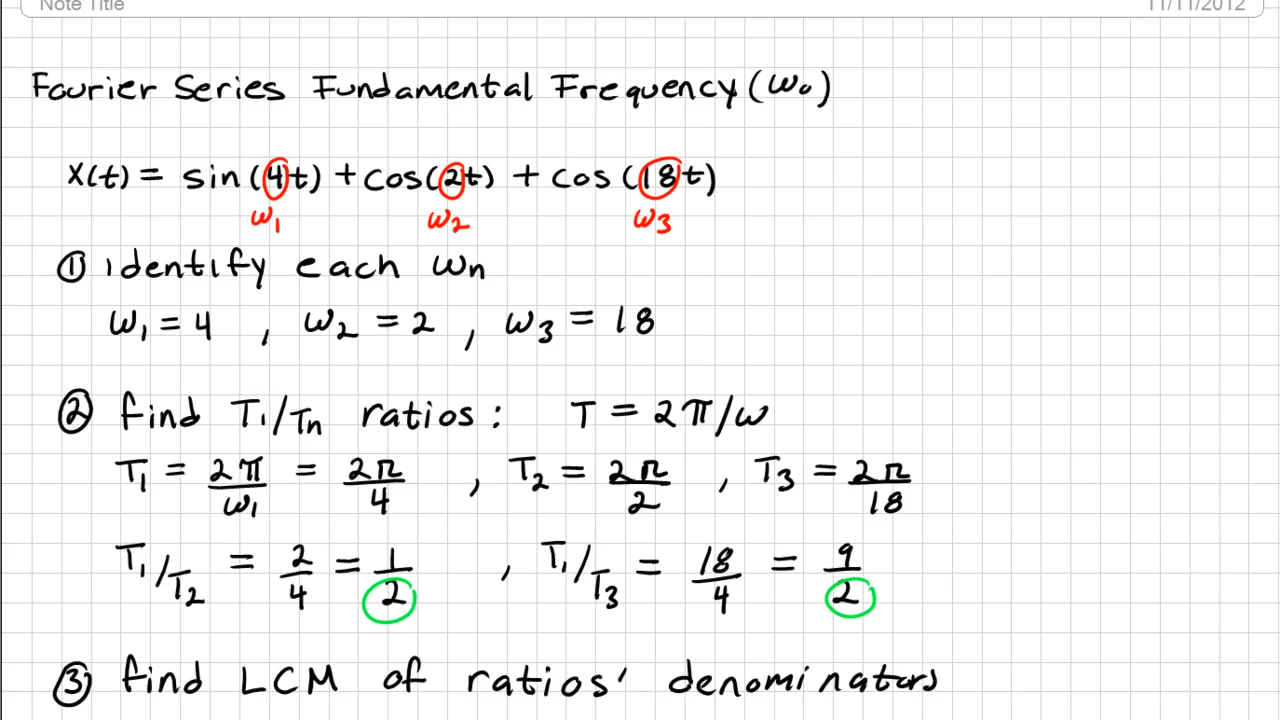 Note Title 11/11/2012
Fourier Series Fundamental Frequency (ω₀)
x(t) = sin(4t) + cos(2t) + cos(18t)
ω₁ ω₂ ω₃
① identify each ωn
ω₁ = 4 , ω₂ = 2 , ω₃ = 18
② find T₁/Tn ratios: T = 2π/ω
T₁ = 2π/ω₁ = 2π/4 , T₂ = 2π/2 , T₃ = 2π/18
T₁/T₂ = 2/4 = 1/2 , T₁/T₃ = 18/4 = 9/2
③ find LCM of ratios' denominators